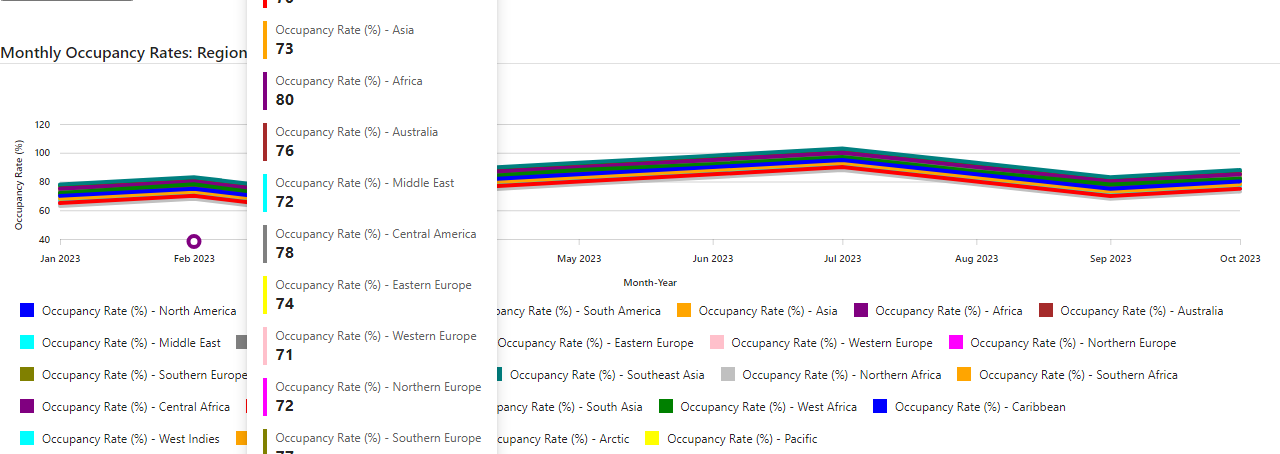 Occupancy Rate (%) - Asia
73
Monthly Occupancy Rates: Region
Occupancy Rate (%) - Africa
80
Occupancy Rate (%) - Australia
76
Occupancy Rate (%) - Middle East
72
Occupancy Rate (%) - Central America
78
Occupancy Rate (%) - Eastern Europe
74
Occupancy Rate (%) - Western Europe
71
Occupancy Rate (%) - Northern Europe
72
Occupancy Rate (%) - Southern Europe
Occupancy Rate (%)
120
100
80
60
40
Jan 2023 Feb 2023 May 2023 Jun 2023 Jul 2023 Aug 2023 Sep 2023 Oct 2023
Month-Year
Occupancy Rate (%) - North America Rate (%) - South America Occupancy Rate (%) - Asia Occupancy Rate (%) - Africa Occupancy Rate (%) - Australia
Occupancy Rate (%) - Middle East Occupancy Rate (%) - Eastern Europe Occupancy Rate (%) - Western Europe Occupancy Rate (%) - Northern Europe
Occupancy Rate (%) - Southern Europe Occupancy Rate (%) - Southeast Asia Occupancy Rate (%) - Northern Africa Occupancy Rate (%) - Southern Africa
Occupancy Rate (%) - Central Africa Rate (%) - South Asia Occupancy Rate (%) - West Africa Occupancy Rate (%) - Caribbean
Occupancy Rate (%) - West Indies Rate (%) - Arctic Occupancy Rate (%) - Pacific